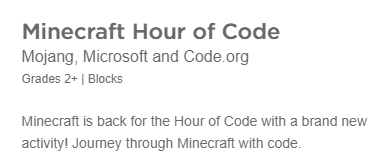 Minecraft Hour of Code
Mojang, Microsoft and Code.org
Grades 2+ | Blocks
Minecraft is back for the Hour of Code with a brand new
activity! Journey through Minecraft with code.